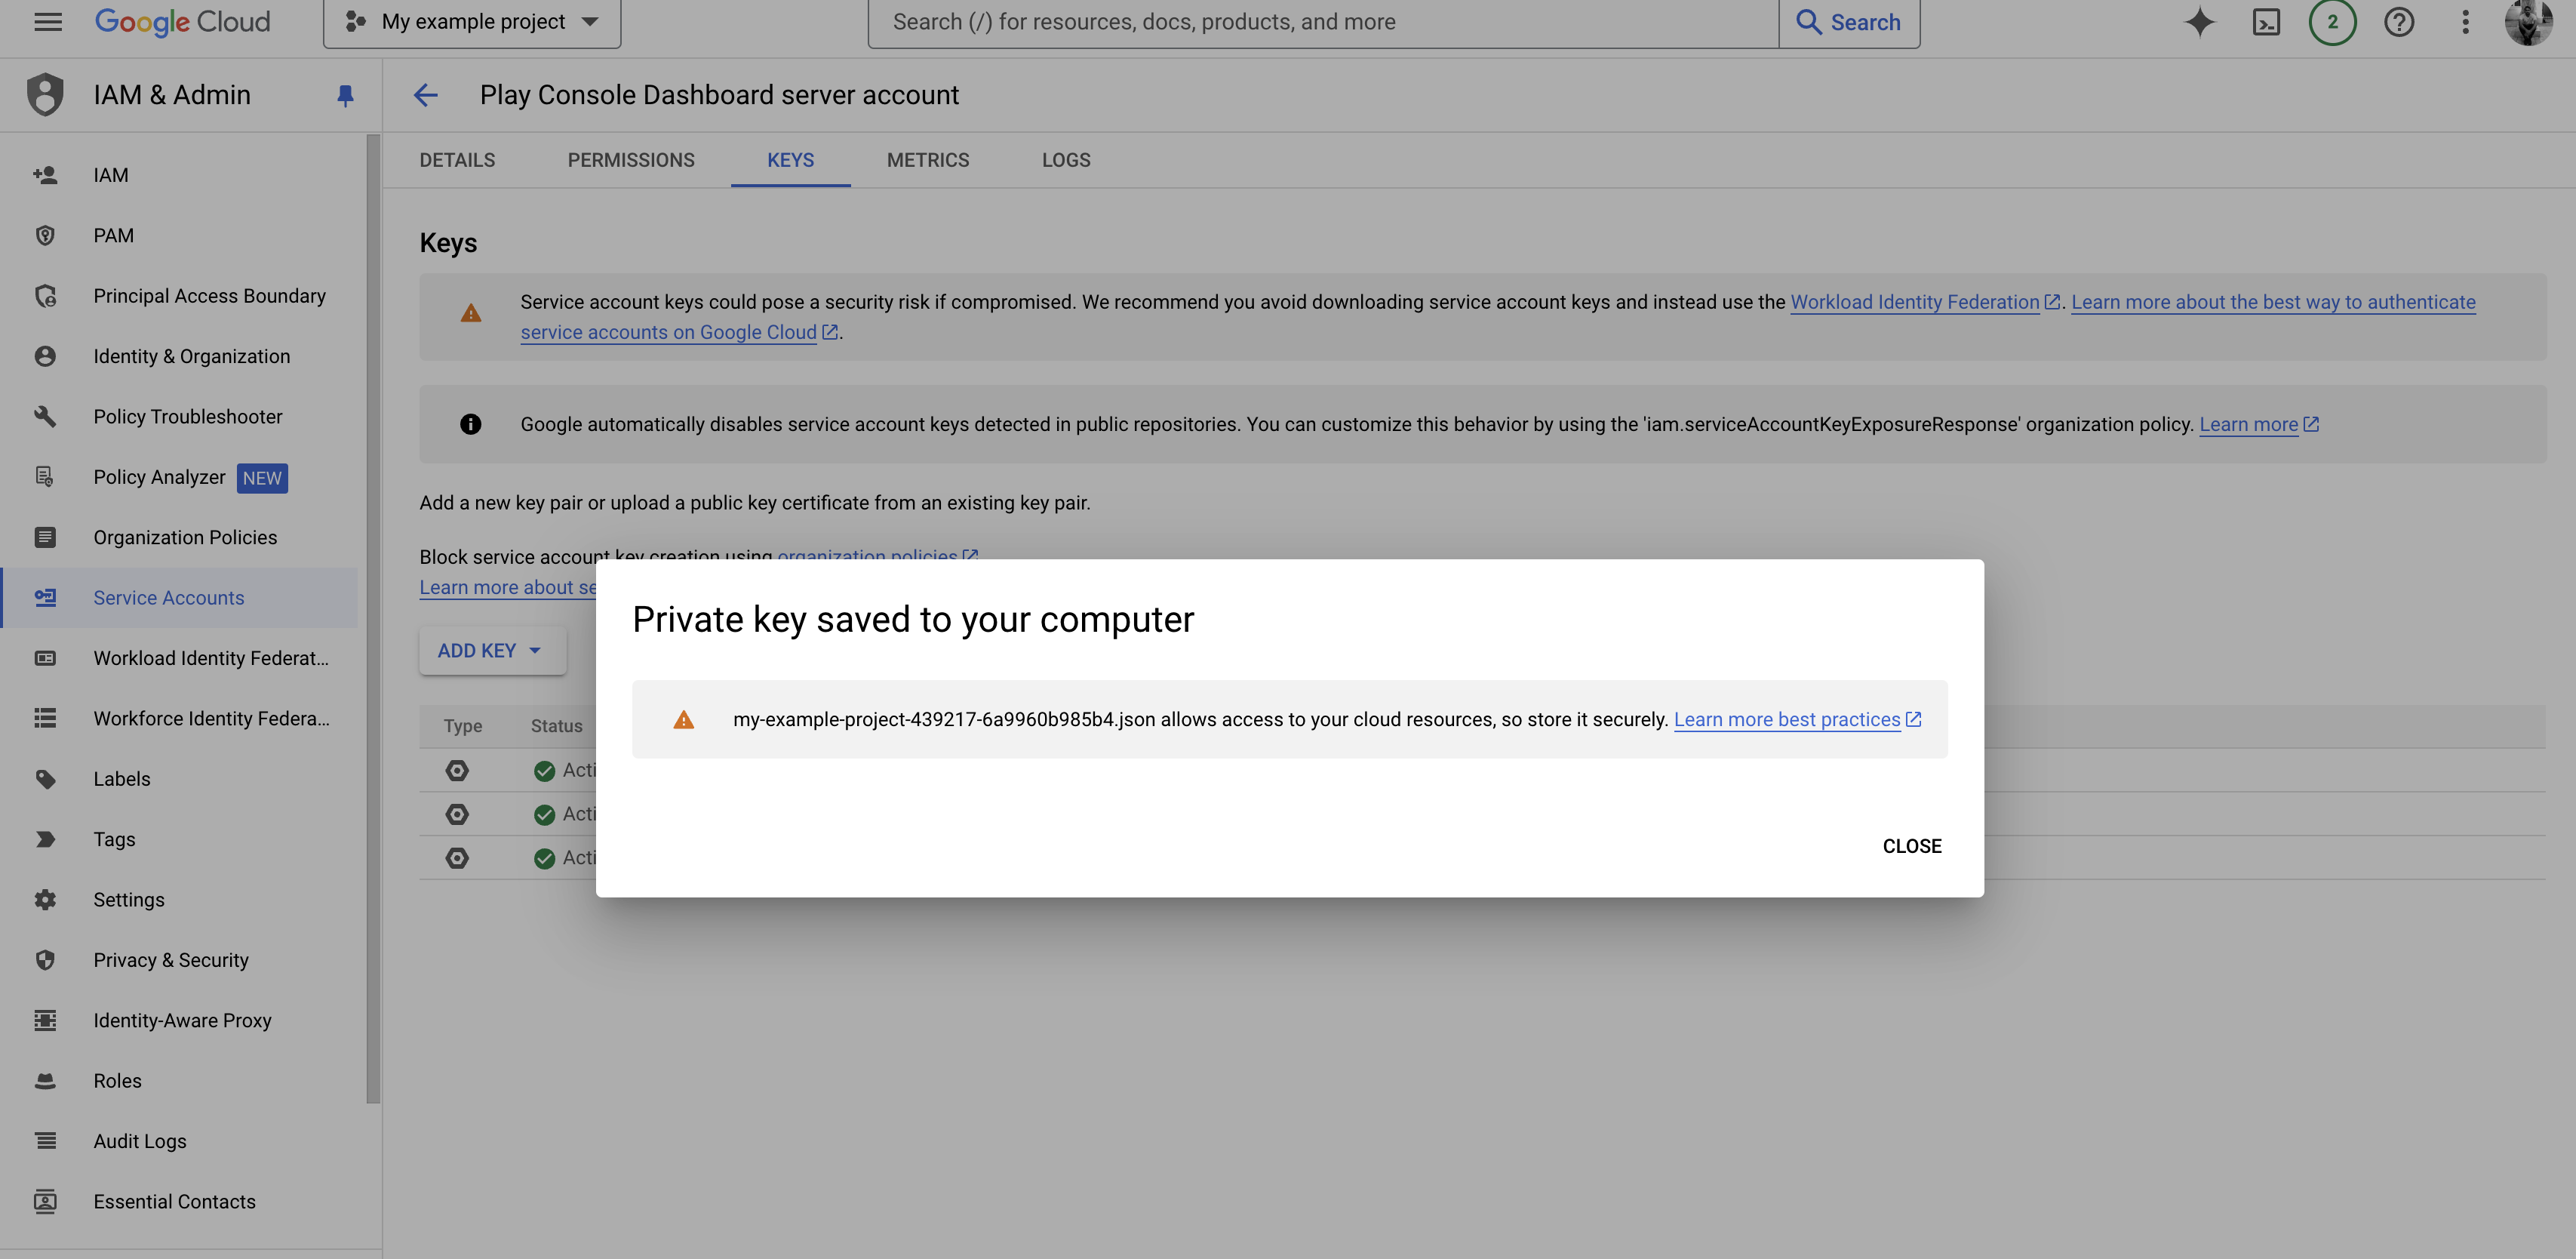 Google Cloud
My example project
Search (/) for resources, docs, products, and more
Search
2
IAM & Admin
Play Console Dashboard server account
DETAILS
PERMISSIONS
KEYS
METRICS
LOGS
IAM
PAM
Principal Access Boundary
Identity & Organization
Policy Troubleshooter
Policy Analyzer NEW
Organization Policies
Service Accounts
Workload Identity Federat...
Workforce Identity Federa...
Labels
Tags
Settings
Privacy & Security
Identity-Aware Proxy
Roles
Audit Logs
Essential Contacts
Keys
Service account keys could pose a security risk if compromised. We recommend you avoid downloading service account keys and instead use the Workload Identity Federation. Learn more about the best way to authenticate
service accounts on Google Cloud.
Google automatically disables service account keys detected in public repositories. You can customize this behavior by using the 'iam.serviceAccountKeyExposureResponse' organization policy. Learn more
Add a new key pair or upload a public key certificate from an existing key pair.
Block service account key creation using organization policies
Learn more about se
ADD KEY
Type Status
Acti
Acti
Acti
Private key saved to your computer
my-example-project-439217-6a9960b985b4.json allows access to your cloud resources, so store it securely. Learn more best practices
CLOSE